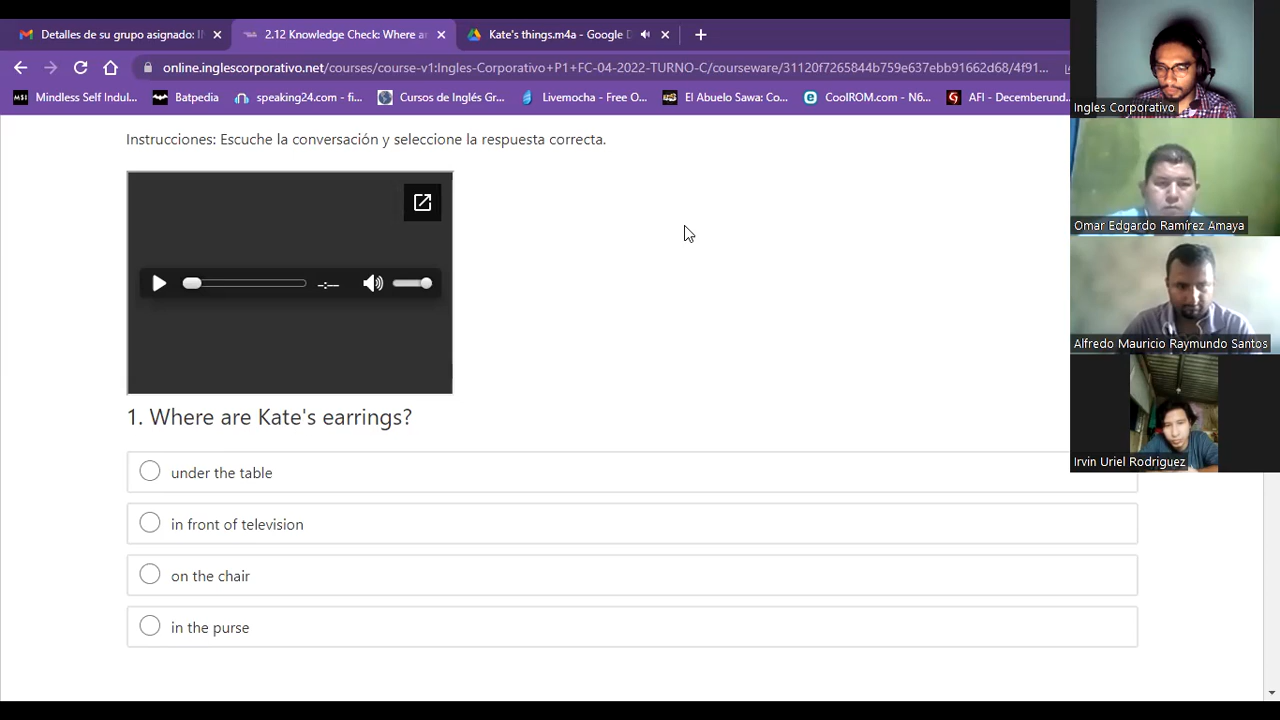 Detalles de su grupo asignado: I
2.12 Knowledge Check: Where a
Kate's things.m4a - Google D
online.inglescorporativo.net/courses/course-v1:Ingles-Corporativo+P1+FC-04-2022-TURNO-C/courseware/31120f7265844b759e637ebb91662d68/4f91...
MSI Mindless Self Indul...
Batpedia
speaking24.com - fi...
Cursos de Inglés Gr...
Livemocha - Free O...
El Abuelo Sawa: Co...
CoolROM.com - N6...
AFI - Decemberund...
Ingles Corporativo
Instrucciones: Escuche la conversación y seleccione la respuesta correcta.
Omar Edgardo Ramírez Amaya
-:--
Alfredo Mauricio Raymundo Santos
1. Where are Kate's earrings?
Irvin Uriel Rodriguez
under the table
in front of television
on the chair
in the purse